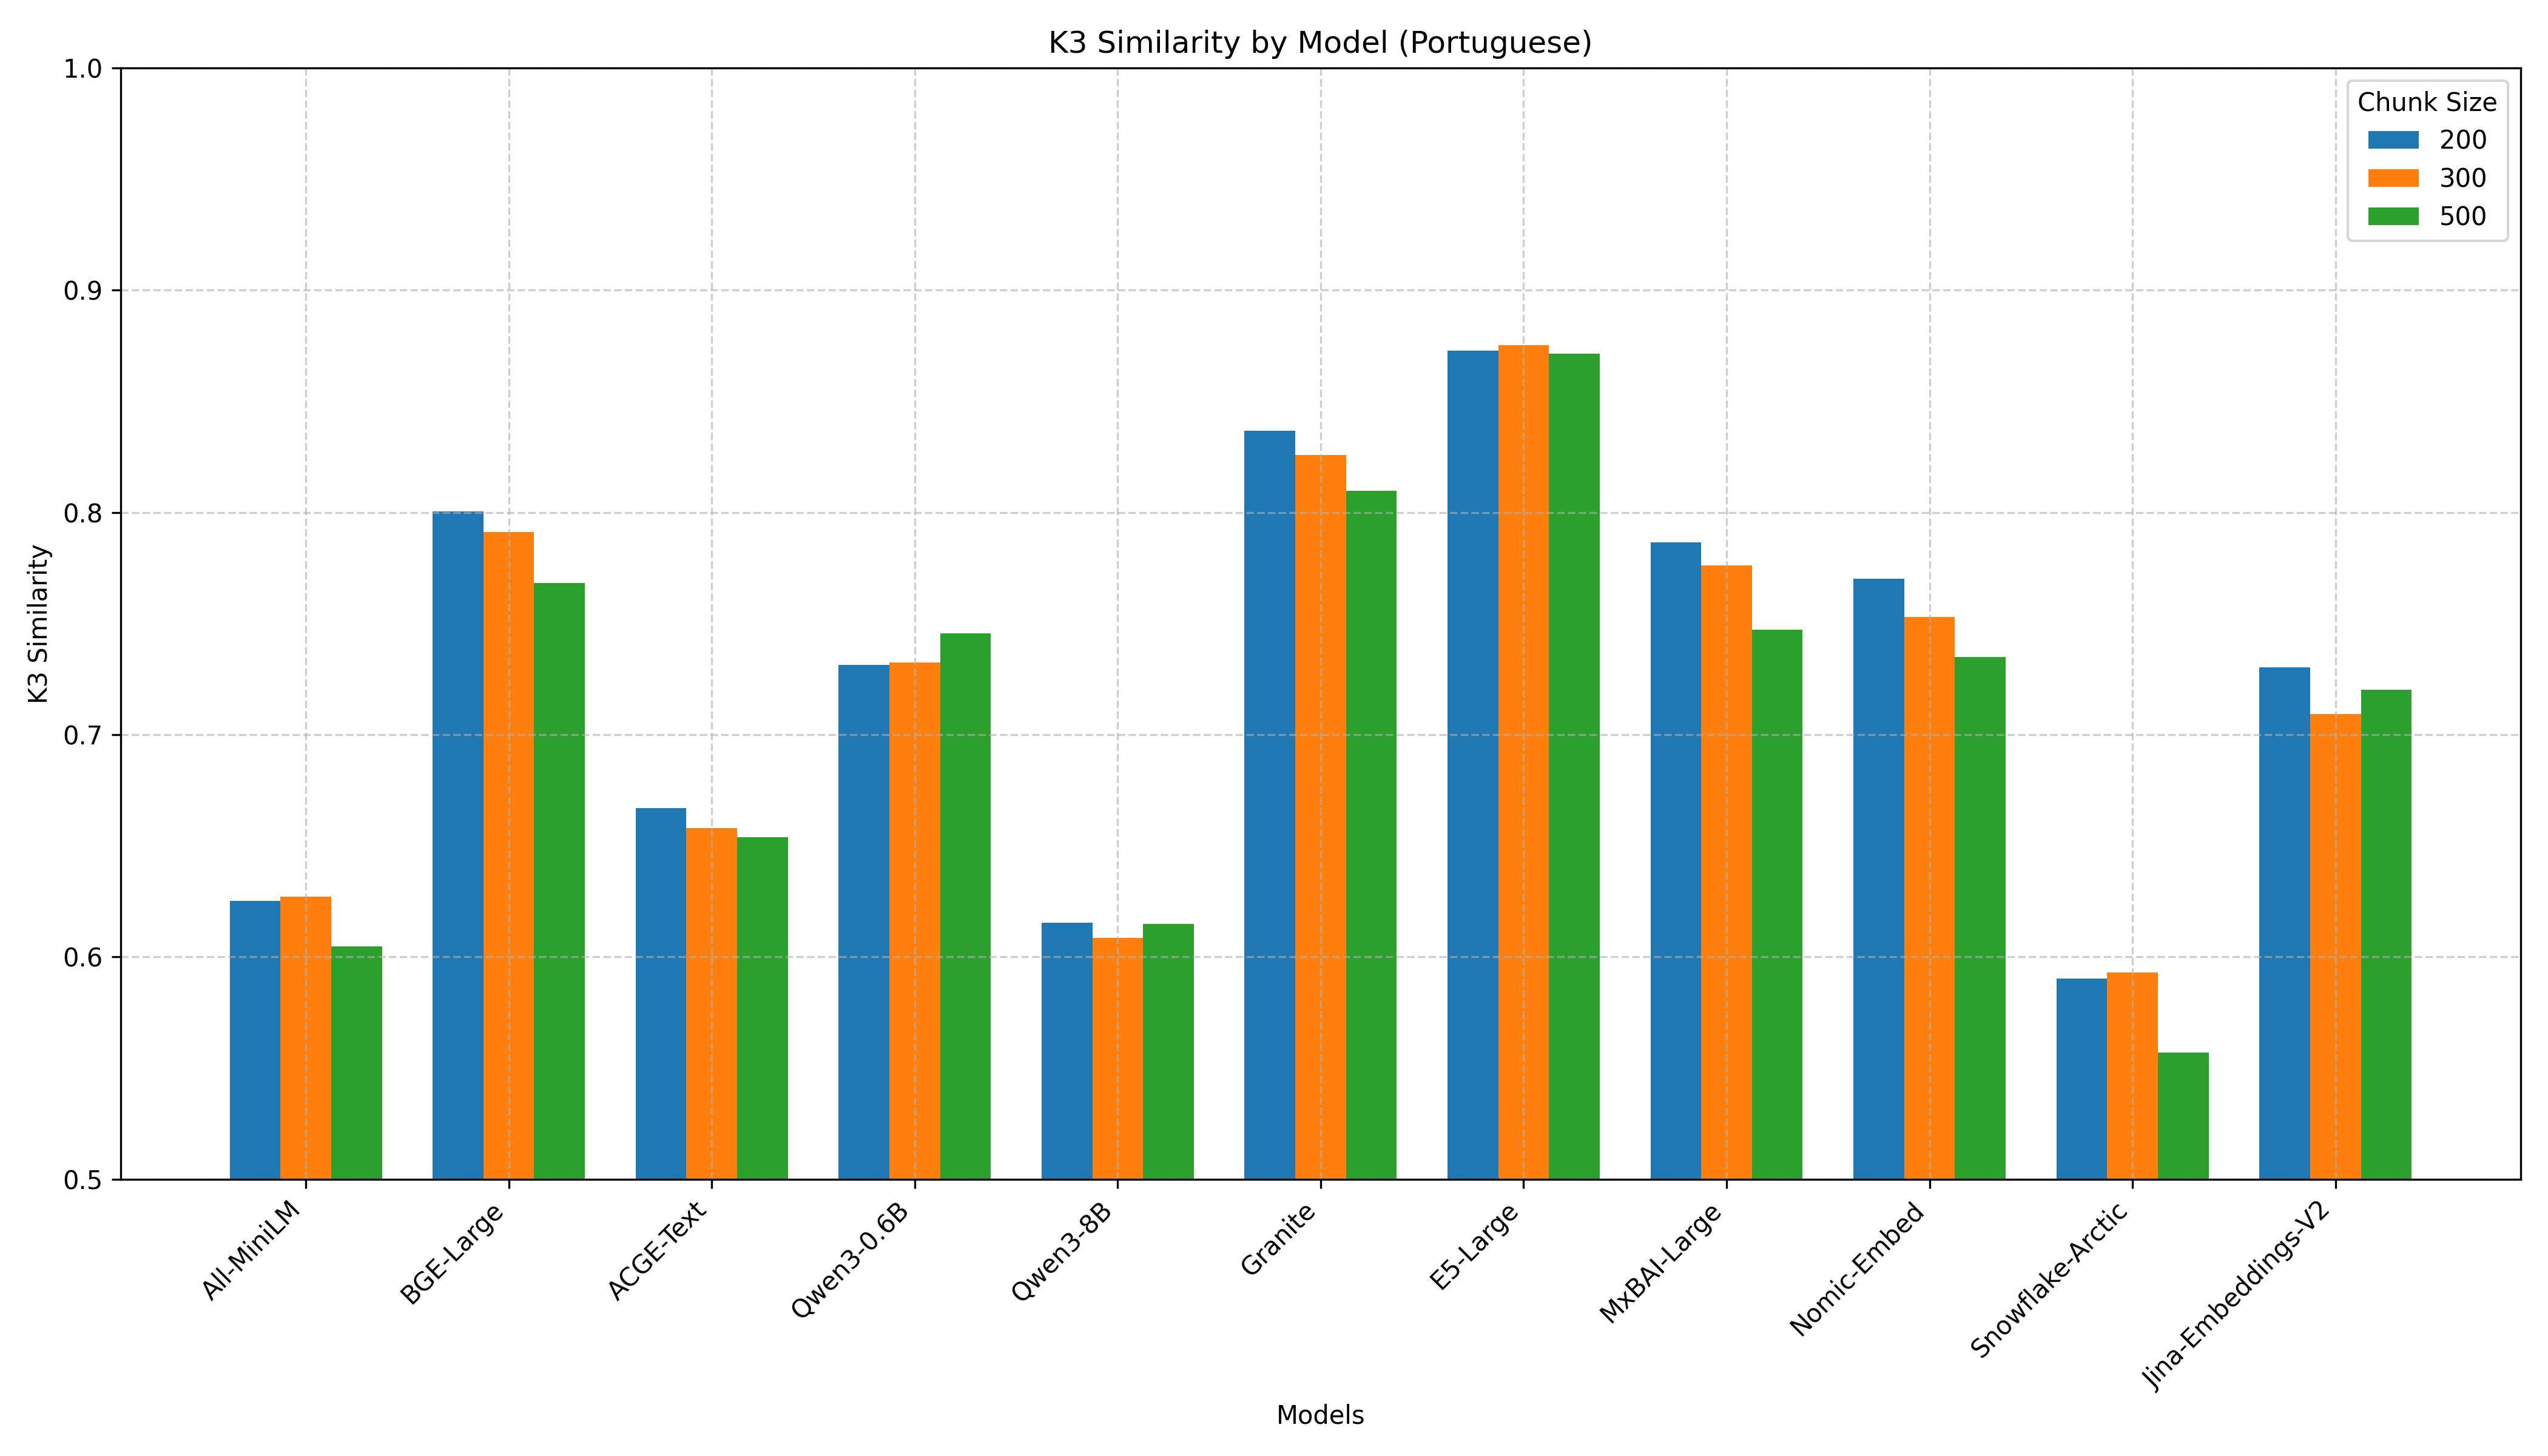 K3 Similarity by Model (Portuguese)
Chunk Size
200
300
500
K3 Similarity
1.0
0.9
0.8
0.7
0.6
0.5
All-MiniLM
BGE-Large
ACGE-Text
Qwen3-0.6B
Qwen3-8B
Granite
E5-Large
MxBAI-Large
Nomic-Embed
Snowflake-Arctic
Jina-Embeddings-V2
Models